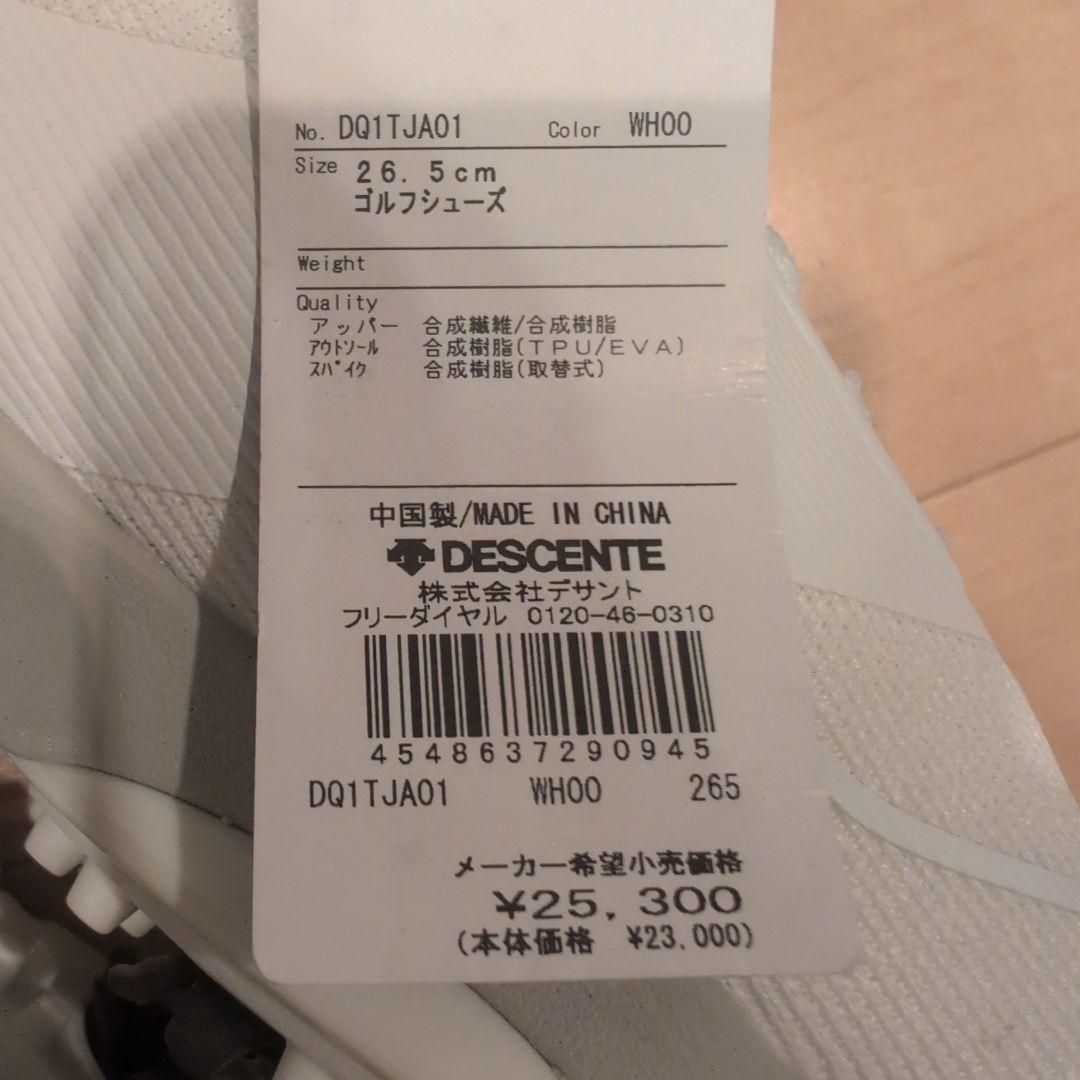 No. DQ1TJA01 Color WH00
Size 26.5cm
ゴルフシューズ
Weight
Quality
アッパー 合成繊維/合成樹脂
ｱｳﾄｿｰﾙ 合成樹脂(TPU/EVA)
ｽﾊﾟｲｸ 合成樹脂(取替式)
中国製/MADE IN CHINA
DESCENTE
株式会社デサント
フリーダイヤル 0120-46-0310
4548637290945
DQ1TJA01 WH00 265
メーカー希望小売価格
¥25,300
(本体価格 ¥23,000)